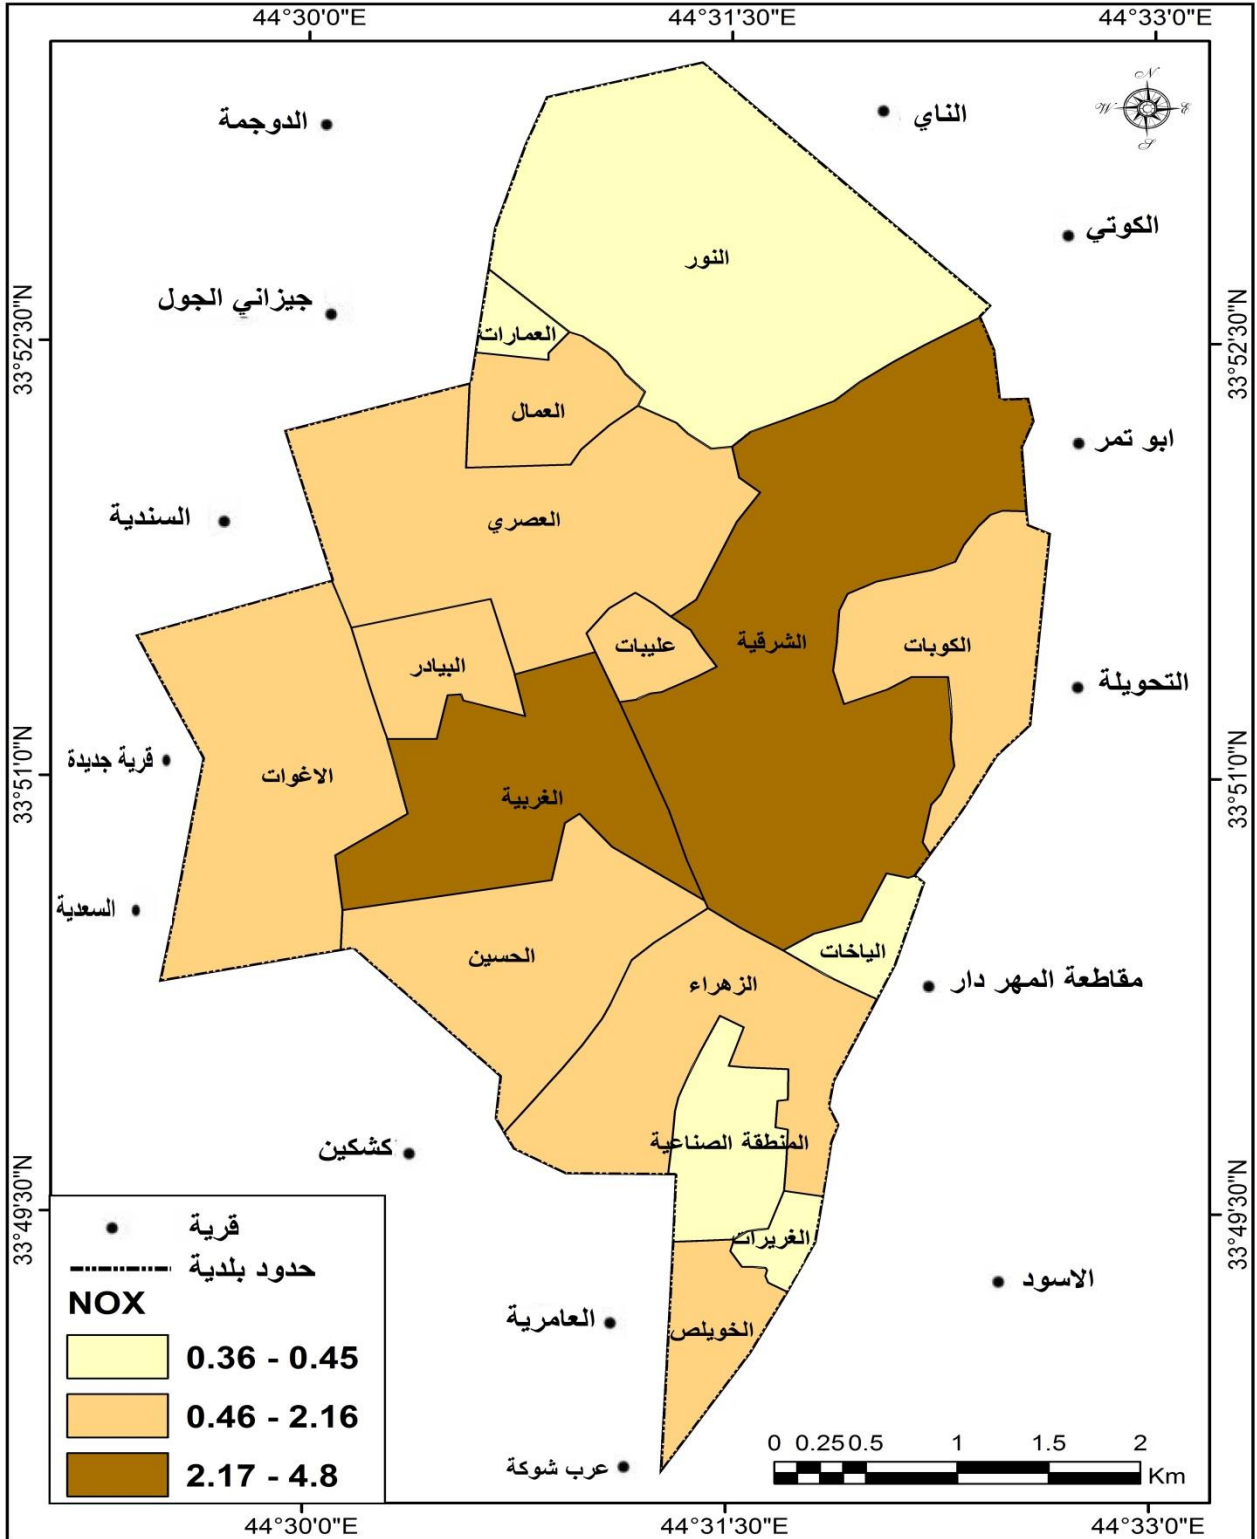 44°30'0"E
44°31'30"E
44°33'0"E
N
W
E
S
الدوجمة
الناي
الكوتي
النور
جيزاني الجول
العمارات
33°52'30"N
33°52'30"N
العمال
ابو تمر
السندية
العصري
الشرقية
عليبات
الكوبات
البيادر
التحويلة
قرية جديدة
الاغوات
33°51'0"N
33°51'0"N
الغربية
السعدية
الحسين
الياخات
الزهراء
مقاطعة المهر دار
كشكين
المنطقة الصناعية
33°49'30"N
33°49'30"N
الغريرات
الاسود
العامرية
الخويلص
عرب شوكة
قرية
حدود بلدية
NOX
0.36 - 0.45
0.46 - 2.16
2.17 - 4.8
0 0.25 0.5 1 1.5 2
Km
44°30'0"E
44°31'30"E
44°33'0"E